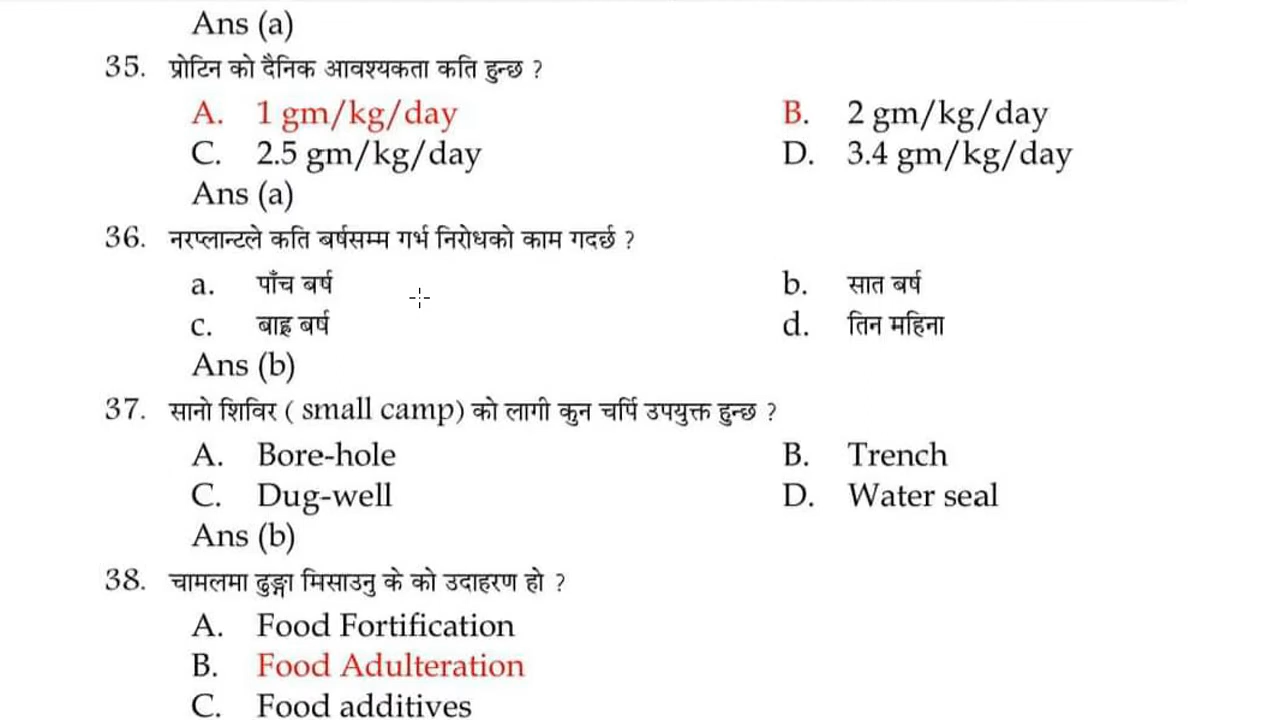 Ans (a)
35. प्रोटिन को दैनिक आवश्यकता कति हुन्छ ?
A. 1 gm/kg/day B. 2 gm/kg/day
C. 2.5 gm/kg/day D. 3.4 gm/kg/day
Ans (a)
36. नरप्लान्टले कति बर्षसम्म गर्भ निरोधको काम गदर्छ ?
a. पाँच बर्ष b. सात बर्ष
c. बाह्र बर्ष d. तिन महिना
Ans (b)
37. सानो शिविर ( small camp) को लागी कुन चर्पि उपयुक्त हुन्छ ?
A. Bore-hole B. Trench
C. Dug-well D. Water seal
Ans (b)
38. चामलमा ढुङ्गा मिसाउनु के को उदाहरण हो ?
A. Food Fortification
B. Food Adulteration
C. Food additives